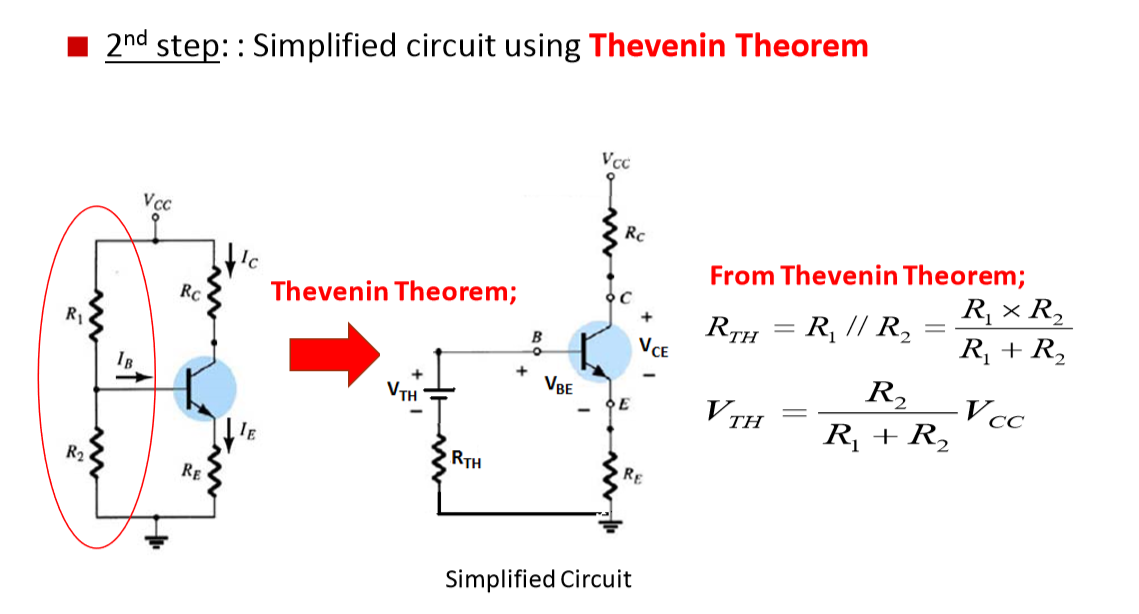 ■ 2nd step: : Simplified circuit using Thevenin Theorem
VCC
IC
RC
R1
IB
R2
IE
RE
Thevenin Theorem;
VCC
RC
C
+
VCE
−
B
+
VBE
−
E
+
VTH
−
RTH
RE
Simplified Circuit
From Thevenin Theorem;
RTH = R1 // R2 = R1 × R2 / R1 + R2
VTH = R2 / R1 + R2 VCC